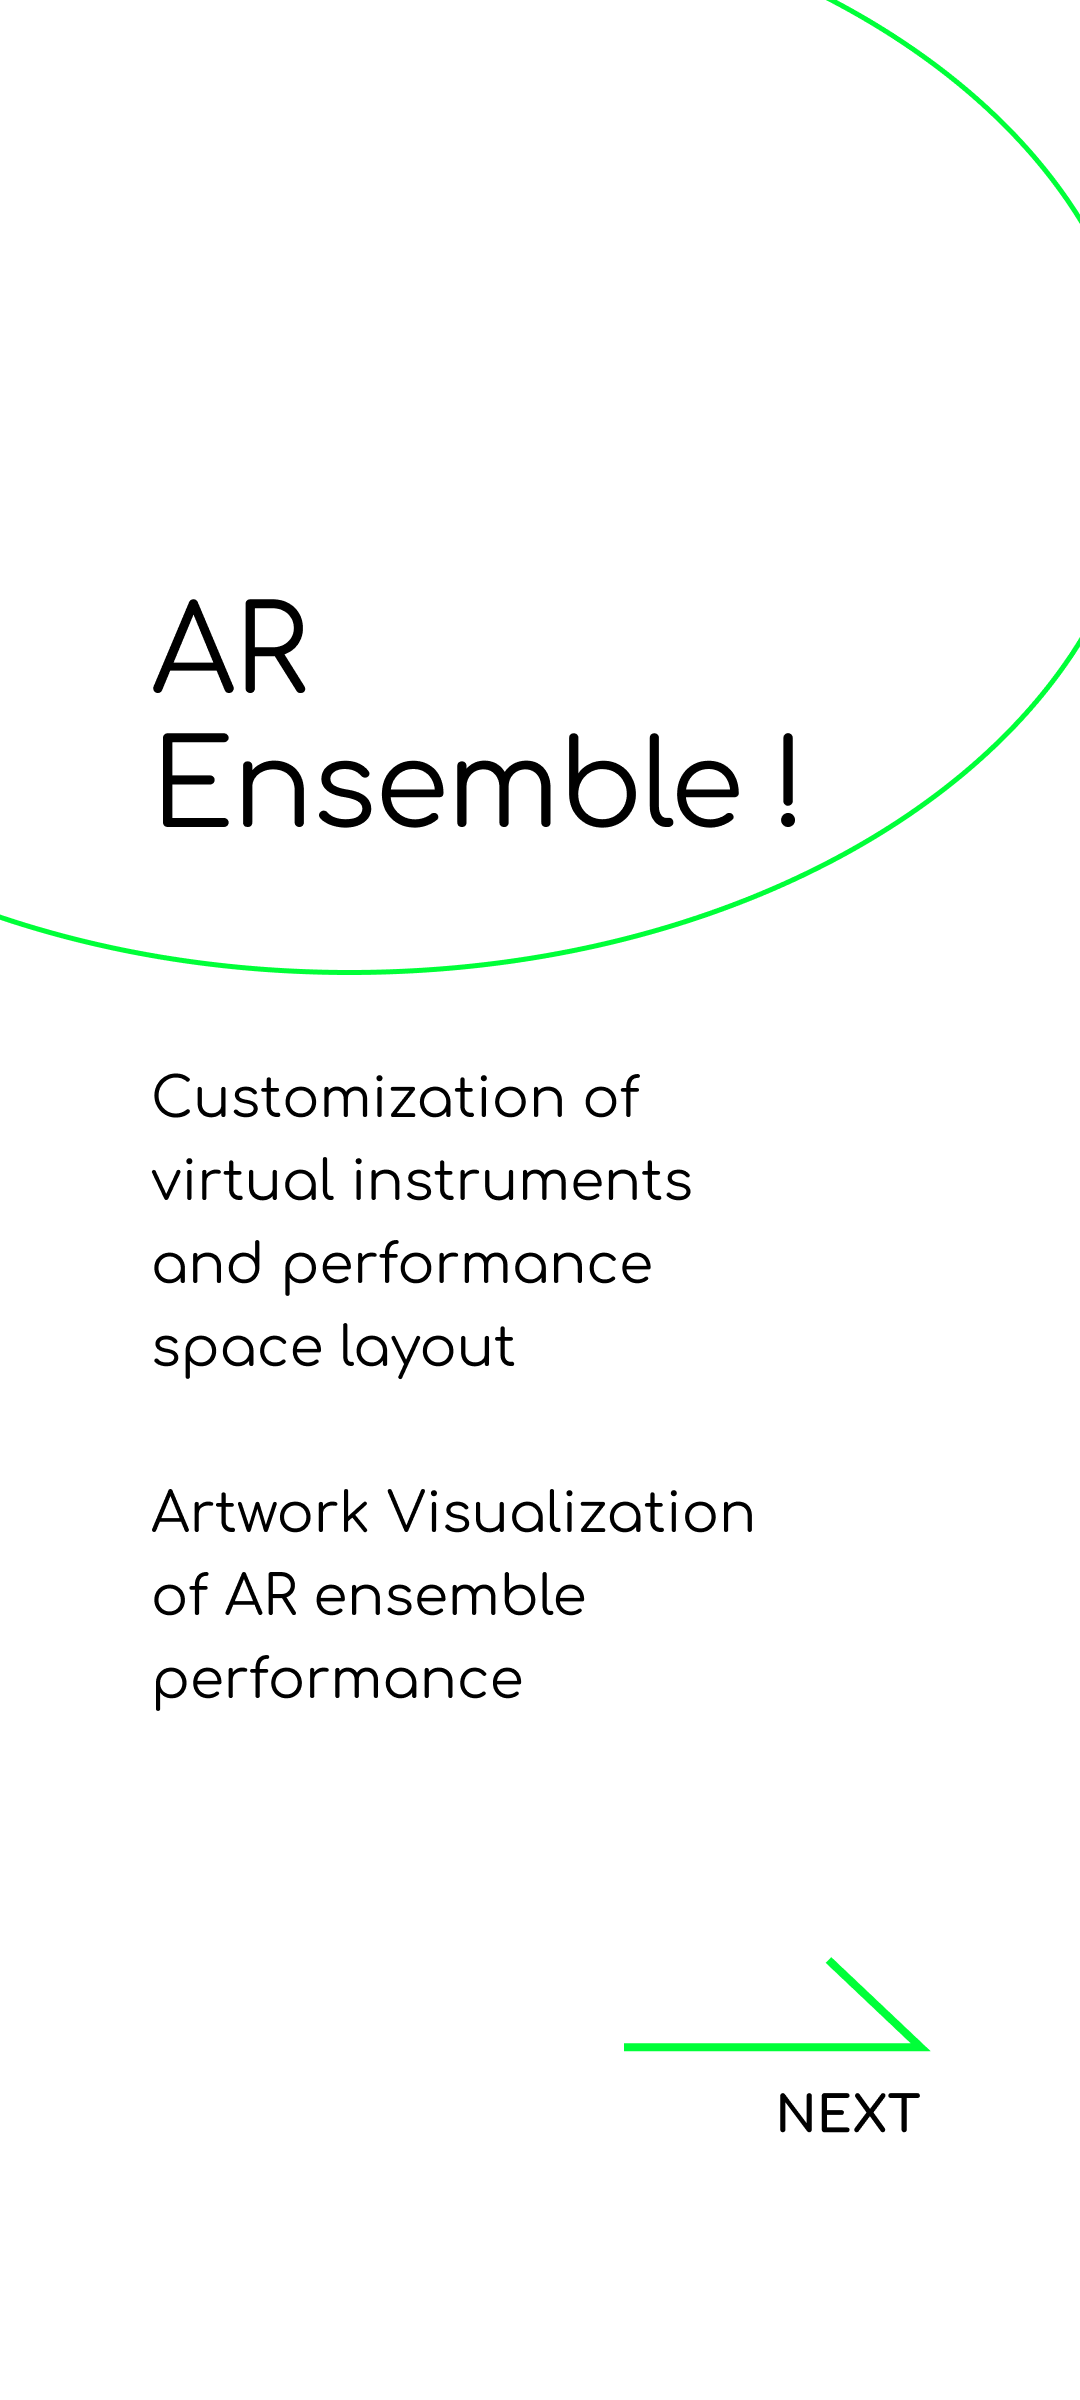 AR
Ensemble !
Customization of
virtual instruments
and performance
space layout
Artwork Visualization
of AR ensemble
performance
NEXT